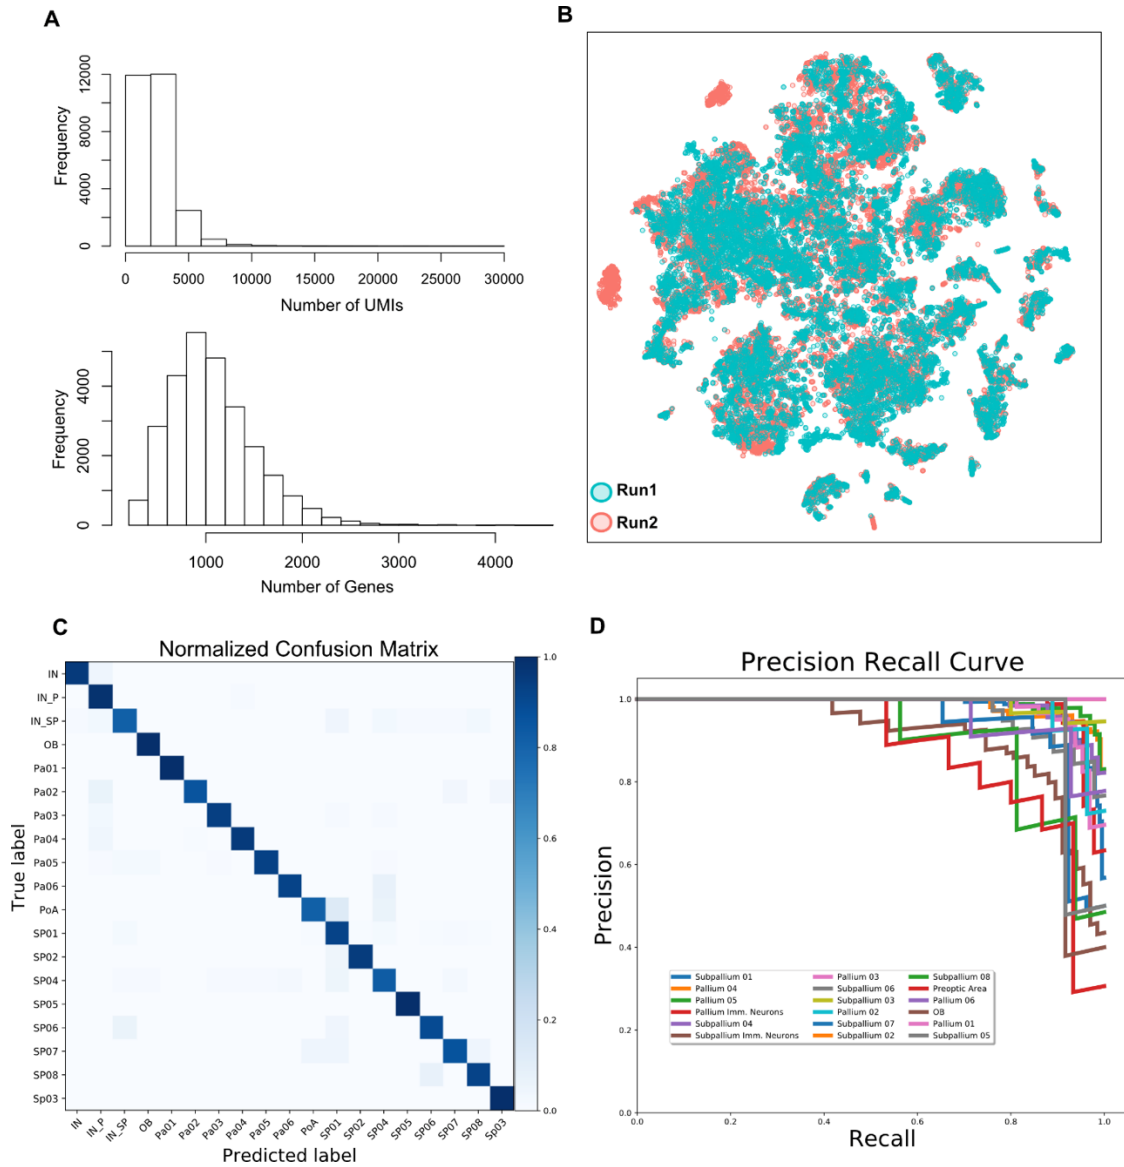 A
B
Frequency
0
4000
8000
12000
0
5000
10000
15000
20000
25000
30000
Number of UMIs
Frequency
0
2000
4000
1000
2000
3000
4000
Number of Genes
Run1
Run2
C
D
Normalized Confusion Matrix
True label
IN
IN_P
IN_SP
OB
Pa01
Pa02
Pa03
Pa04
Pa05
Pa06
PoA
SP01
SP02
SP04
SP05
SP06
SP07
SP08
Sp03
IN
IN_P
IN_SP
OB
Pa01
Pa02
Pa03
Pa04
Pa05
Pa06
PoA
SP01
SP02
SP04
SP05
SP06
SP07
SP08
Sp03
Predicted label
1.0
0.8
0.6
0.4
0.2
0.0
Precision Recall Curve
Precision
1.0
0.8
0.6
0.4
0.2
0.0
0.0
0.2
0.4
0.6
0.8
1.0
Recall
Subpallium 01
Pallium 04
Pallium 05
Pallium Imm. Neurons
Subpallium 04
Subpallium Imm. Neurons
Pallium 03
Subpallium 06
Subpallium 03
Pallium 02
Subpallium 07
Subpallium 02
Subpallium 08
Preoptic Area
Pallium 06
OB
Pallium 01
Subpallium 05